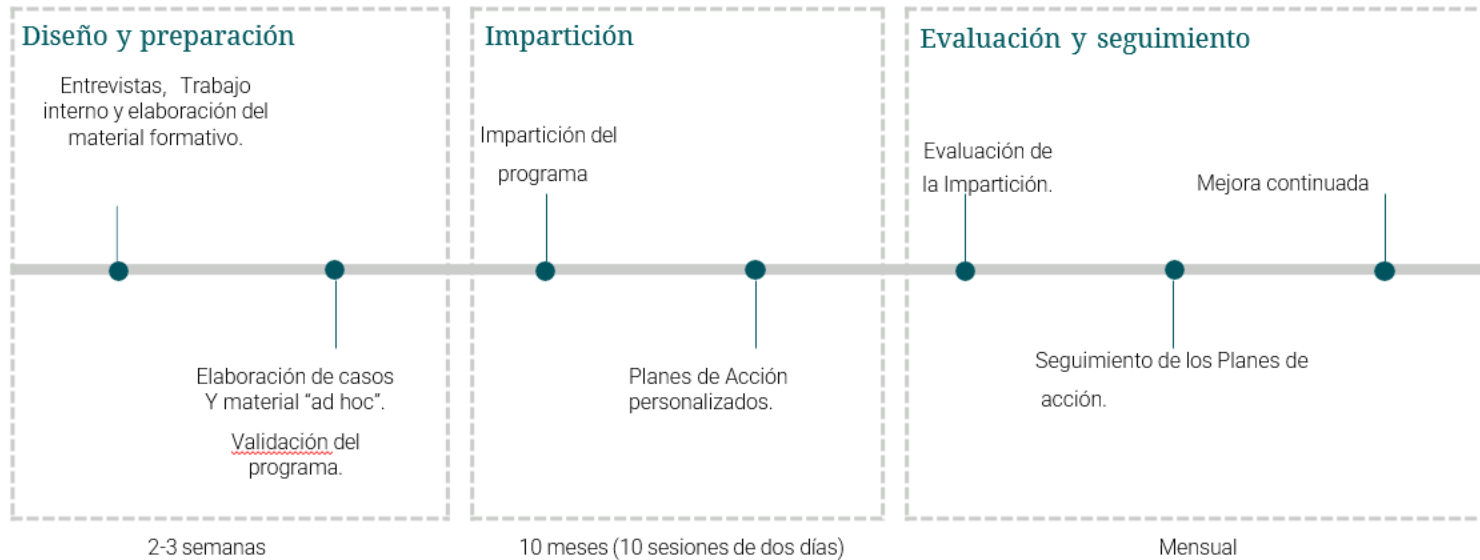 Diseño y preparación
Entrevistas, Trabajo
interno y elaboración del
material formativo.
Elaboración de casos
Y material “ad hoc”.
Validación del
programa.
2-3 semanas
Impartición
Impartición del
programa
Planes de Acción
personalizados.
10 meses (10 sesiones de dos días)
Evaluación y seguimiento
Evaluación de
la Impartición.
Seguimiento de los Planes de
acción.
Mejora continuada
Mensual